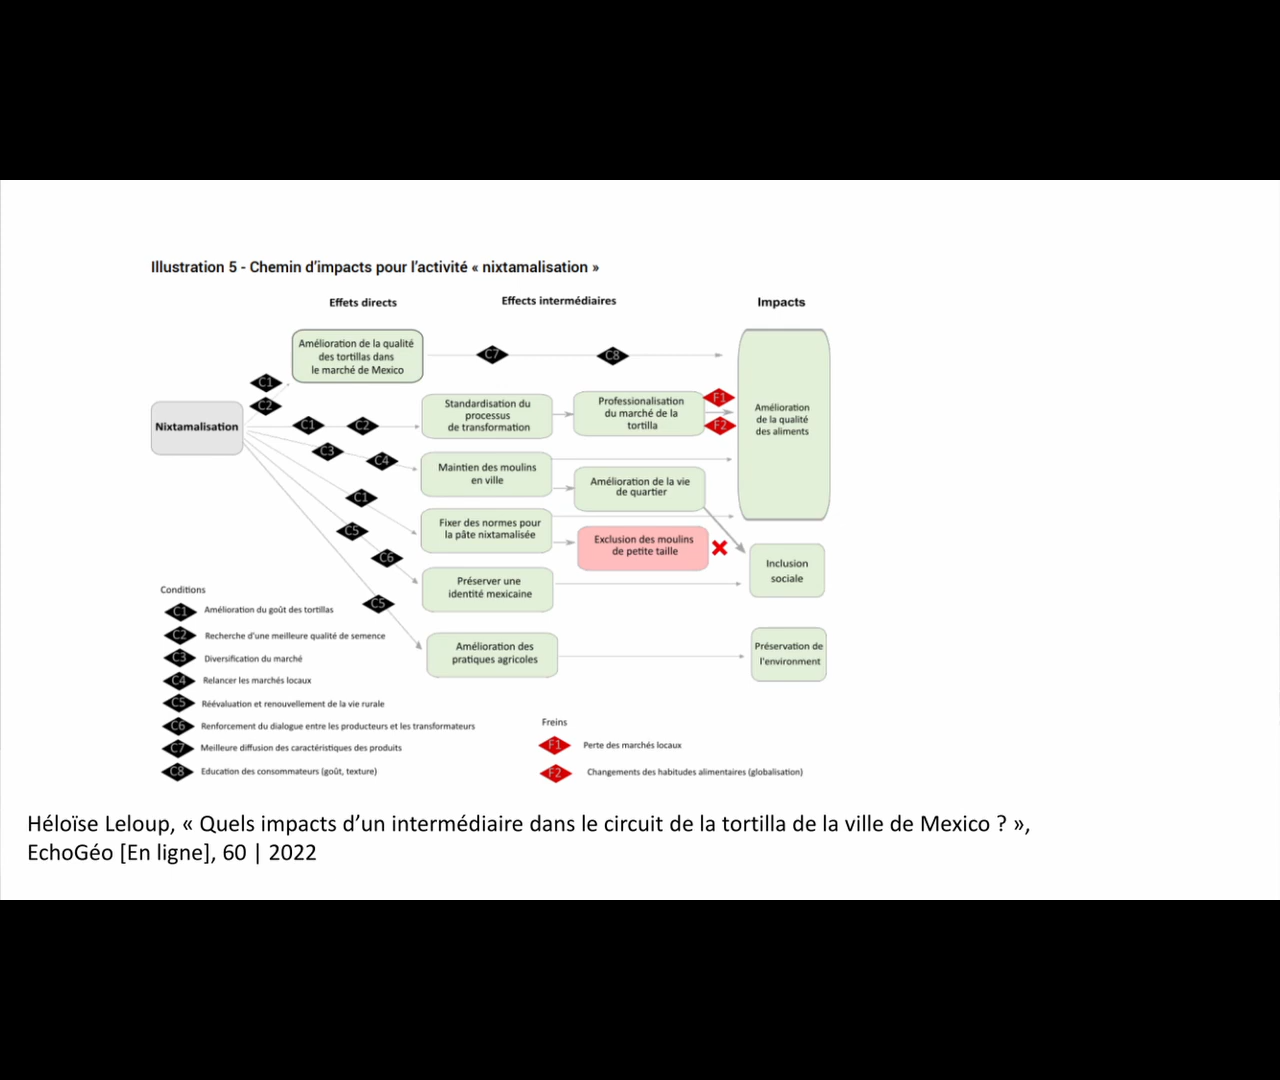 Illustration 5 - Chemin d'impacts pour l'activité « nixtamalisation »
Effets directs
Effects intermédiaires
Impacts
Amélioration de la qualité
des tortillas dans
le marché de Mexico
C7
C8
C1
C2
Nixtamalisation
C1
C2
Standardisation du
processus
de transformation
Professionalisation
du marché de la
tortilla
F1
F2
Amélioration
de la qualité
des aliments
C3
C4
Maintien des moulins
en ville
Amélioration de la vie
de quartier
C1
Fixer des normes pour
la pâte nixtamalisée
Exclusion des moulins
de petite taille
C5
C6
Préserver une
identité mexicaine
Inclusion
sociale
C5
Amélioration des
pratiques agricoles
Préservation de
l'environment
Conditions
C1 Amélioration du goût des tortillas
C2 Recherche d'une meilleure qualité de semence
C3 Diversification du marché
C4 Relancer les marchés locaux
C5 Réévaluation et renouvellement de la vie rurale
C6 Renforcement du dialogue entre les producteurs et les transformateurs
C7 Meilleure diffusion des caractéristiques des produits
C8 Education des consommateurs (goût, texture)
Freins
F1 Perte des marchés locaux
F2 Changements des habitudes alimentaires (globalisation)
Héloïse Leloup, « Quels impacts d'un intermédiaire dans le circuit de la tortilla de la ville de Mexico ? »,
EchoGéo [En ligne], 60 | 2022